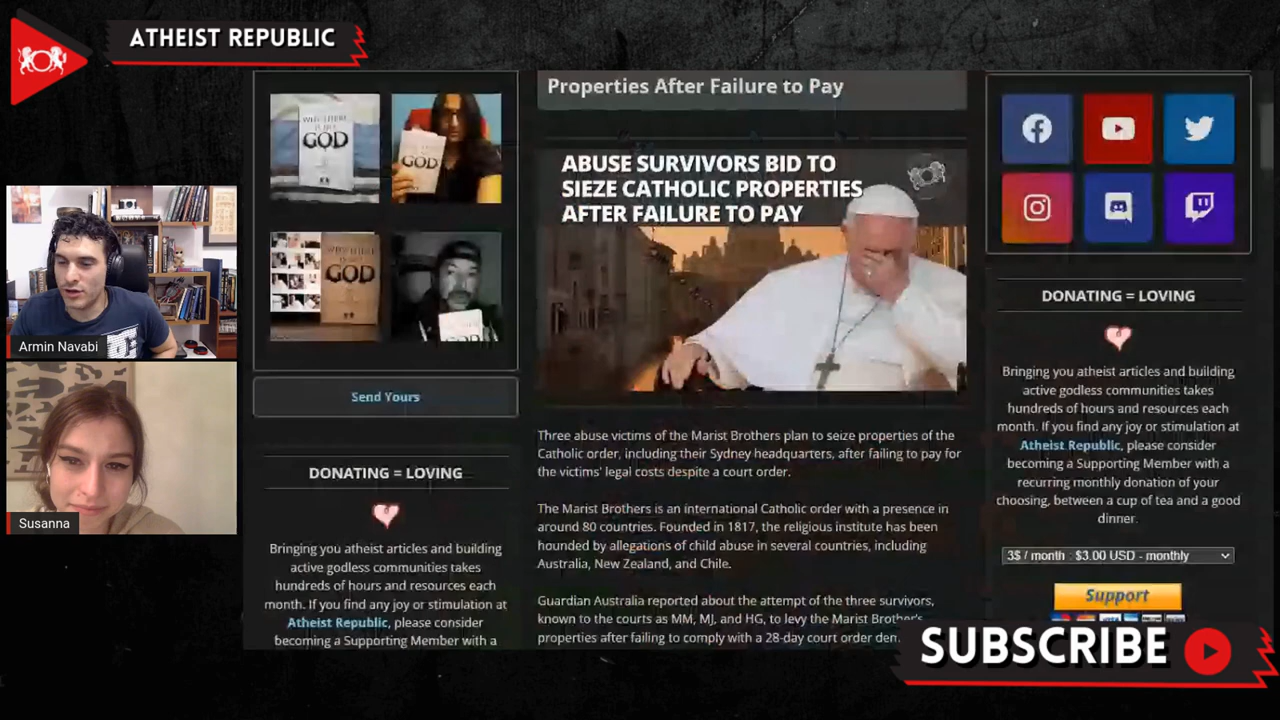 ATHEIST REPUBLIC
Armin Navabi
Susanna
WHY THERE
IS NO
GOD
GOD
WHY THERE
IS NO
GOD
Send Yours
DONATING = LOVING
Bringing you atheist articles and building
active godless communities takes
hundreds of hours and resources each
month. If you find any joy or stimulation at
Atheist Republic, please consider
becoming a Supporting Member with a
Properties After Failure to Pay
ABUSE SURVIVORS BID TO
SIEZE CATHOLIC PROPERTIES
AFTER FAILURE TO PAY
Three abuse victims of the Marist Brothers plan to seize properties of the
Catholic order, including their Sydney headquarters, after failing to pay for
the victims' legal costs despite a court order.
The Marist Brothers is an international Catholic order with a presence in
around 80 countries. Founded in 1817, the religious institute has been
hounded by allegations of child abuse in several countries, including
Australia, New Zealand, and Chile.
Guardian Australia reported about the attempt of the three survivors,
known to the courts as MM, MJ, and HG, to levy the Marist Brother's
properties after failing to comply with a 28-day court order den
DONATING = LOVING
Bringing you atheist articles and building
active godless communities takes
hundreds of hours and resources each
month. If you find any joy or stimulation at
Atheist Republic, please consider
becoming a Supporting Member with a
recurring monthly donation of your
choosing, between a cup of tea and a good
dinner.
3$ / month : $3.00 USD - monthly
Support
SUBSCRIBE